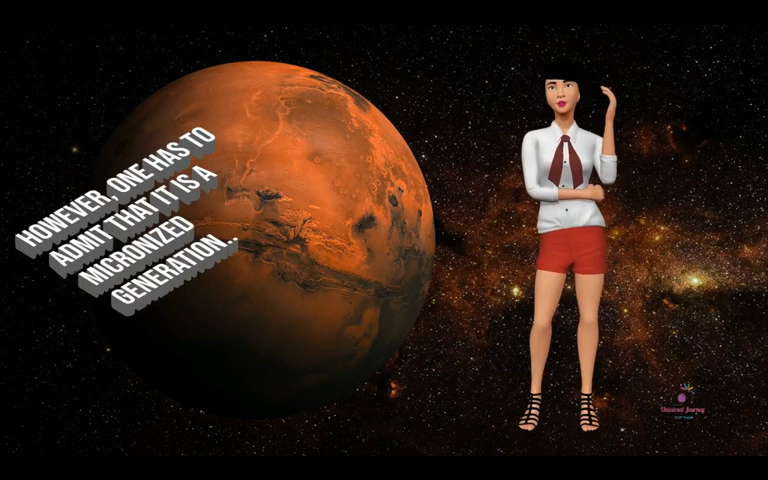 HOWEVER, ONE HAS TO
ADMIT THAT IT IS A
MICRONIZED
GENERATION..
Universal Journey